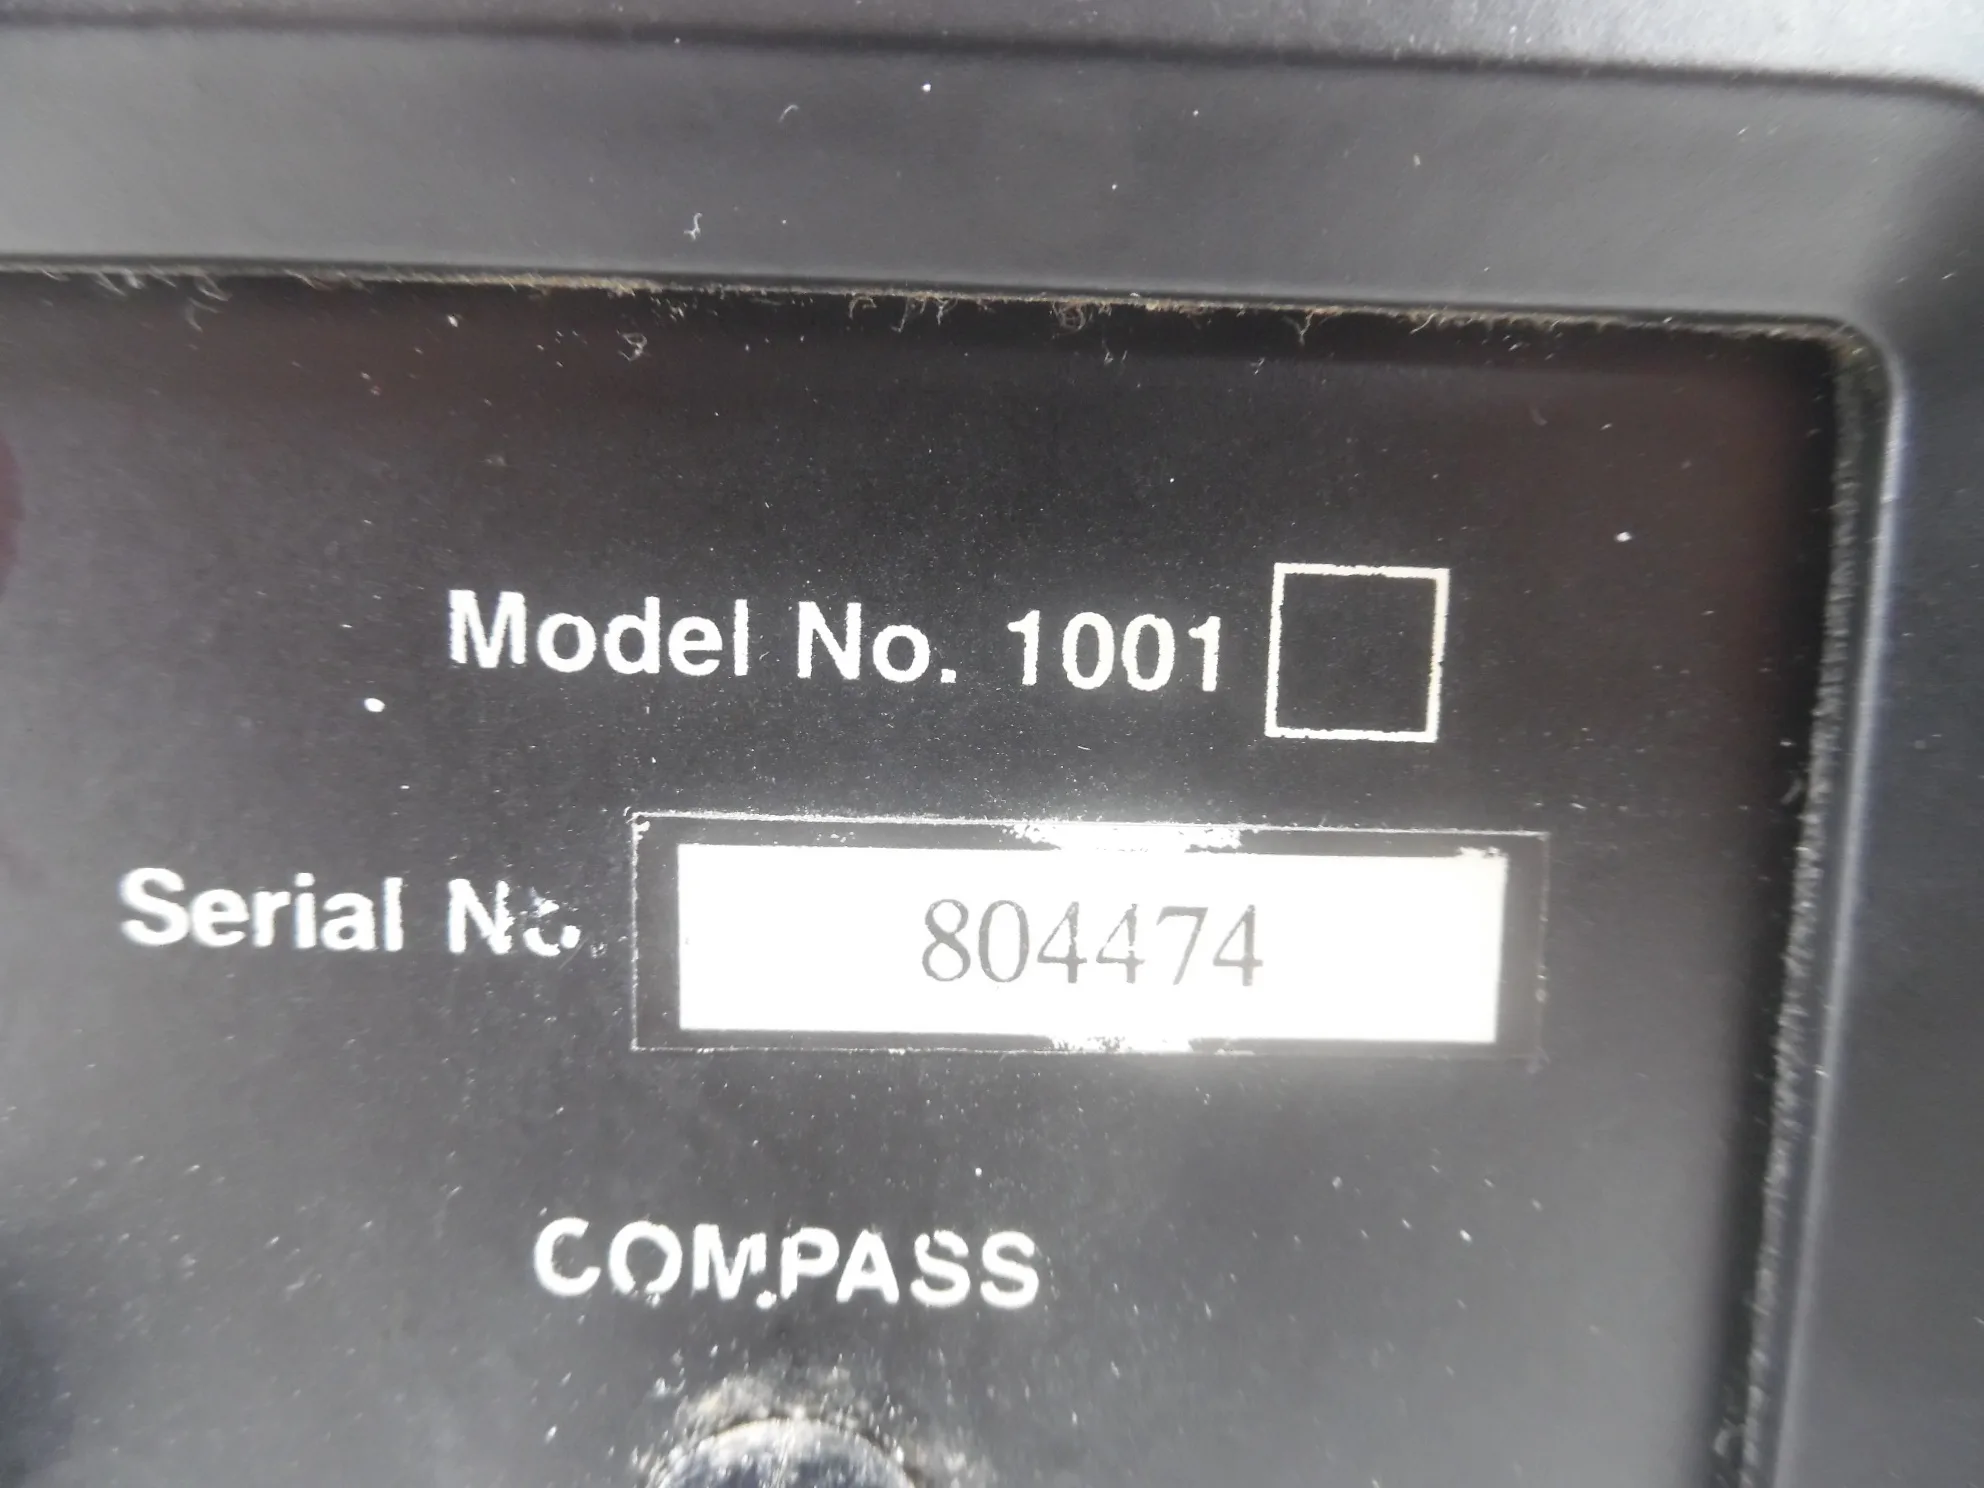 Model No. 1001
Serial No. 804474
COMPASS